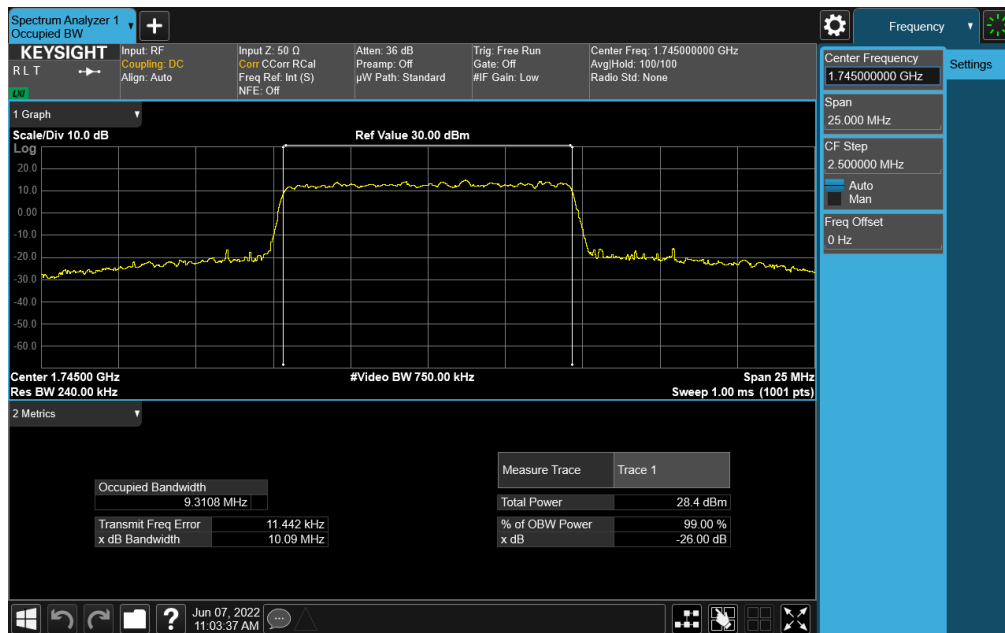 Spectrum Analyzer 1
Occupied BW
Frequency
KEYSIGHT
R L T
LXI
Input: RF
Coupling: DC
Align: Auto
Input Z: 50 Ω
Corr CCorr RCal
Freq Ref: Int (S)
NFE: Off
Atten: 36 dB
Preamp: Off
µW Path: Standard
Trig: Free Run
Gate: Off
#IF Gain: Low
Center Freq: 1.745000000 GHz
Avg|Hold: 100/100
Radio Std: None
Center Frequency
1.745000000 GHz
Settings
Span
25.000 MHz
CF Step
2.500000 MHz
Auto
Man
Freq Offset
0 Hz
1 Graph
Scale/Div 10.0 dB
Ref Value 30.00 dBm
Log
20.0
10.0
0.00
-10.0
-20.0
-30.0
-40.0
-50.0
-60.0
Center 1.74500 GHz
#Video BW 750.00 kHz
Span 25 MHz
Res BW 240.00 kHz
Sweep 1.00 ms (1001 pts)
2 Metrics
Measure Trace Trace 1
Occupied Bandwidth
9.3108 MHz
Total Power 28.4 dBm
Transmit Freq Error 11.442 kHz
% of OBW Power 99.00 %
x dB Bandwidth 10.09 MHz
x dB -26.00 dB
?
Jun 07, 2022
11:03:37 AM